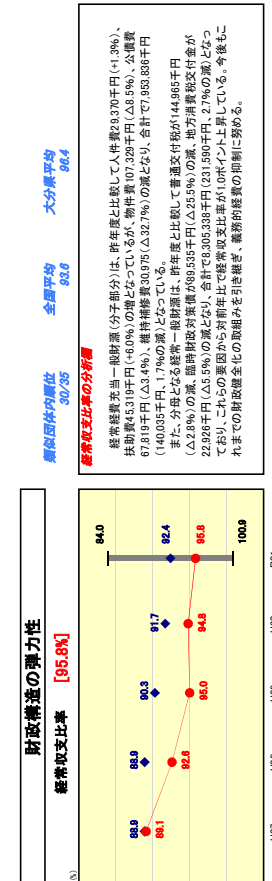 財政構造の弾力性
経常収支比率 [95.8%]
(%)
84.0
88.9
88.9
90.3
91.7
92.4
89.1
92.6
95.0
94.8
95.8
100.9
類似団体内順位
30/35
全国平均
93.6
大分県平均
96.4
経常収支比率の分析欄
経常経費充当一般財源(分子部分)は、昨年度と比較して人件費29,370千円(+1.3%)、
扶助費45,319千円(+6.0%)の増となっているが、物件費107,329千円(△8.5%)、公債費
67,819千円(△3.4%)、維持補修費30,975(△32.7%)の減となり、合計で7,953,836千円
(140,035千円、1.7%の減)となっている。
また、分母となる経常一般財源は、昨年度と比較して普通交付税が144,965千円
(△2.8%)の減、臨時財政対策債が89,535千円(△25.5%)の減、地方消費税交付金が
22,926千円(△5.5%)の減となり、合計で8,305,338千円(231,590千円、2.7%の減)となっ
ており、これらの要因から対前年比で経常収支比率が1.0ポイント上昇している。今後もこ
れまでの財政健全化の取組みを引き継ぎ、義務的経費の抑制に努める。